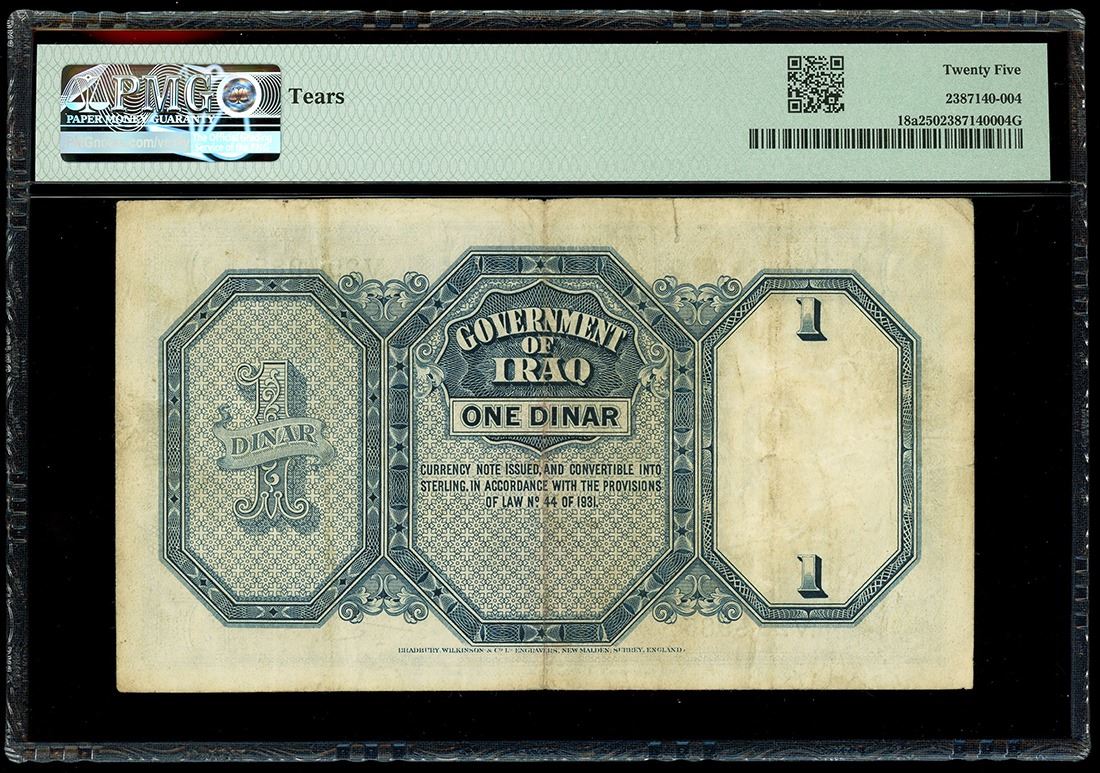 PMG
PAPER MONEY GUARANTY
Tears
Twenty Five
2387140-004
18a2502387140004G
GOVERNMENT
OF
IRAQ
ONE DINAR
CURRENCY NOTE ISSUED, AND CONVERTIBLE INTO
STERLING, IN ACCORDANCE WITH THE PROVISIONS
OF LAW Nº 44 OF 1931.
1
DINAR
1
1
BRADBURY, WILKINSON & Cº Lᴅ ENGRAVERS, NEW MALDEN, SURREY, ENGLAND.